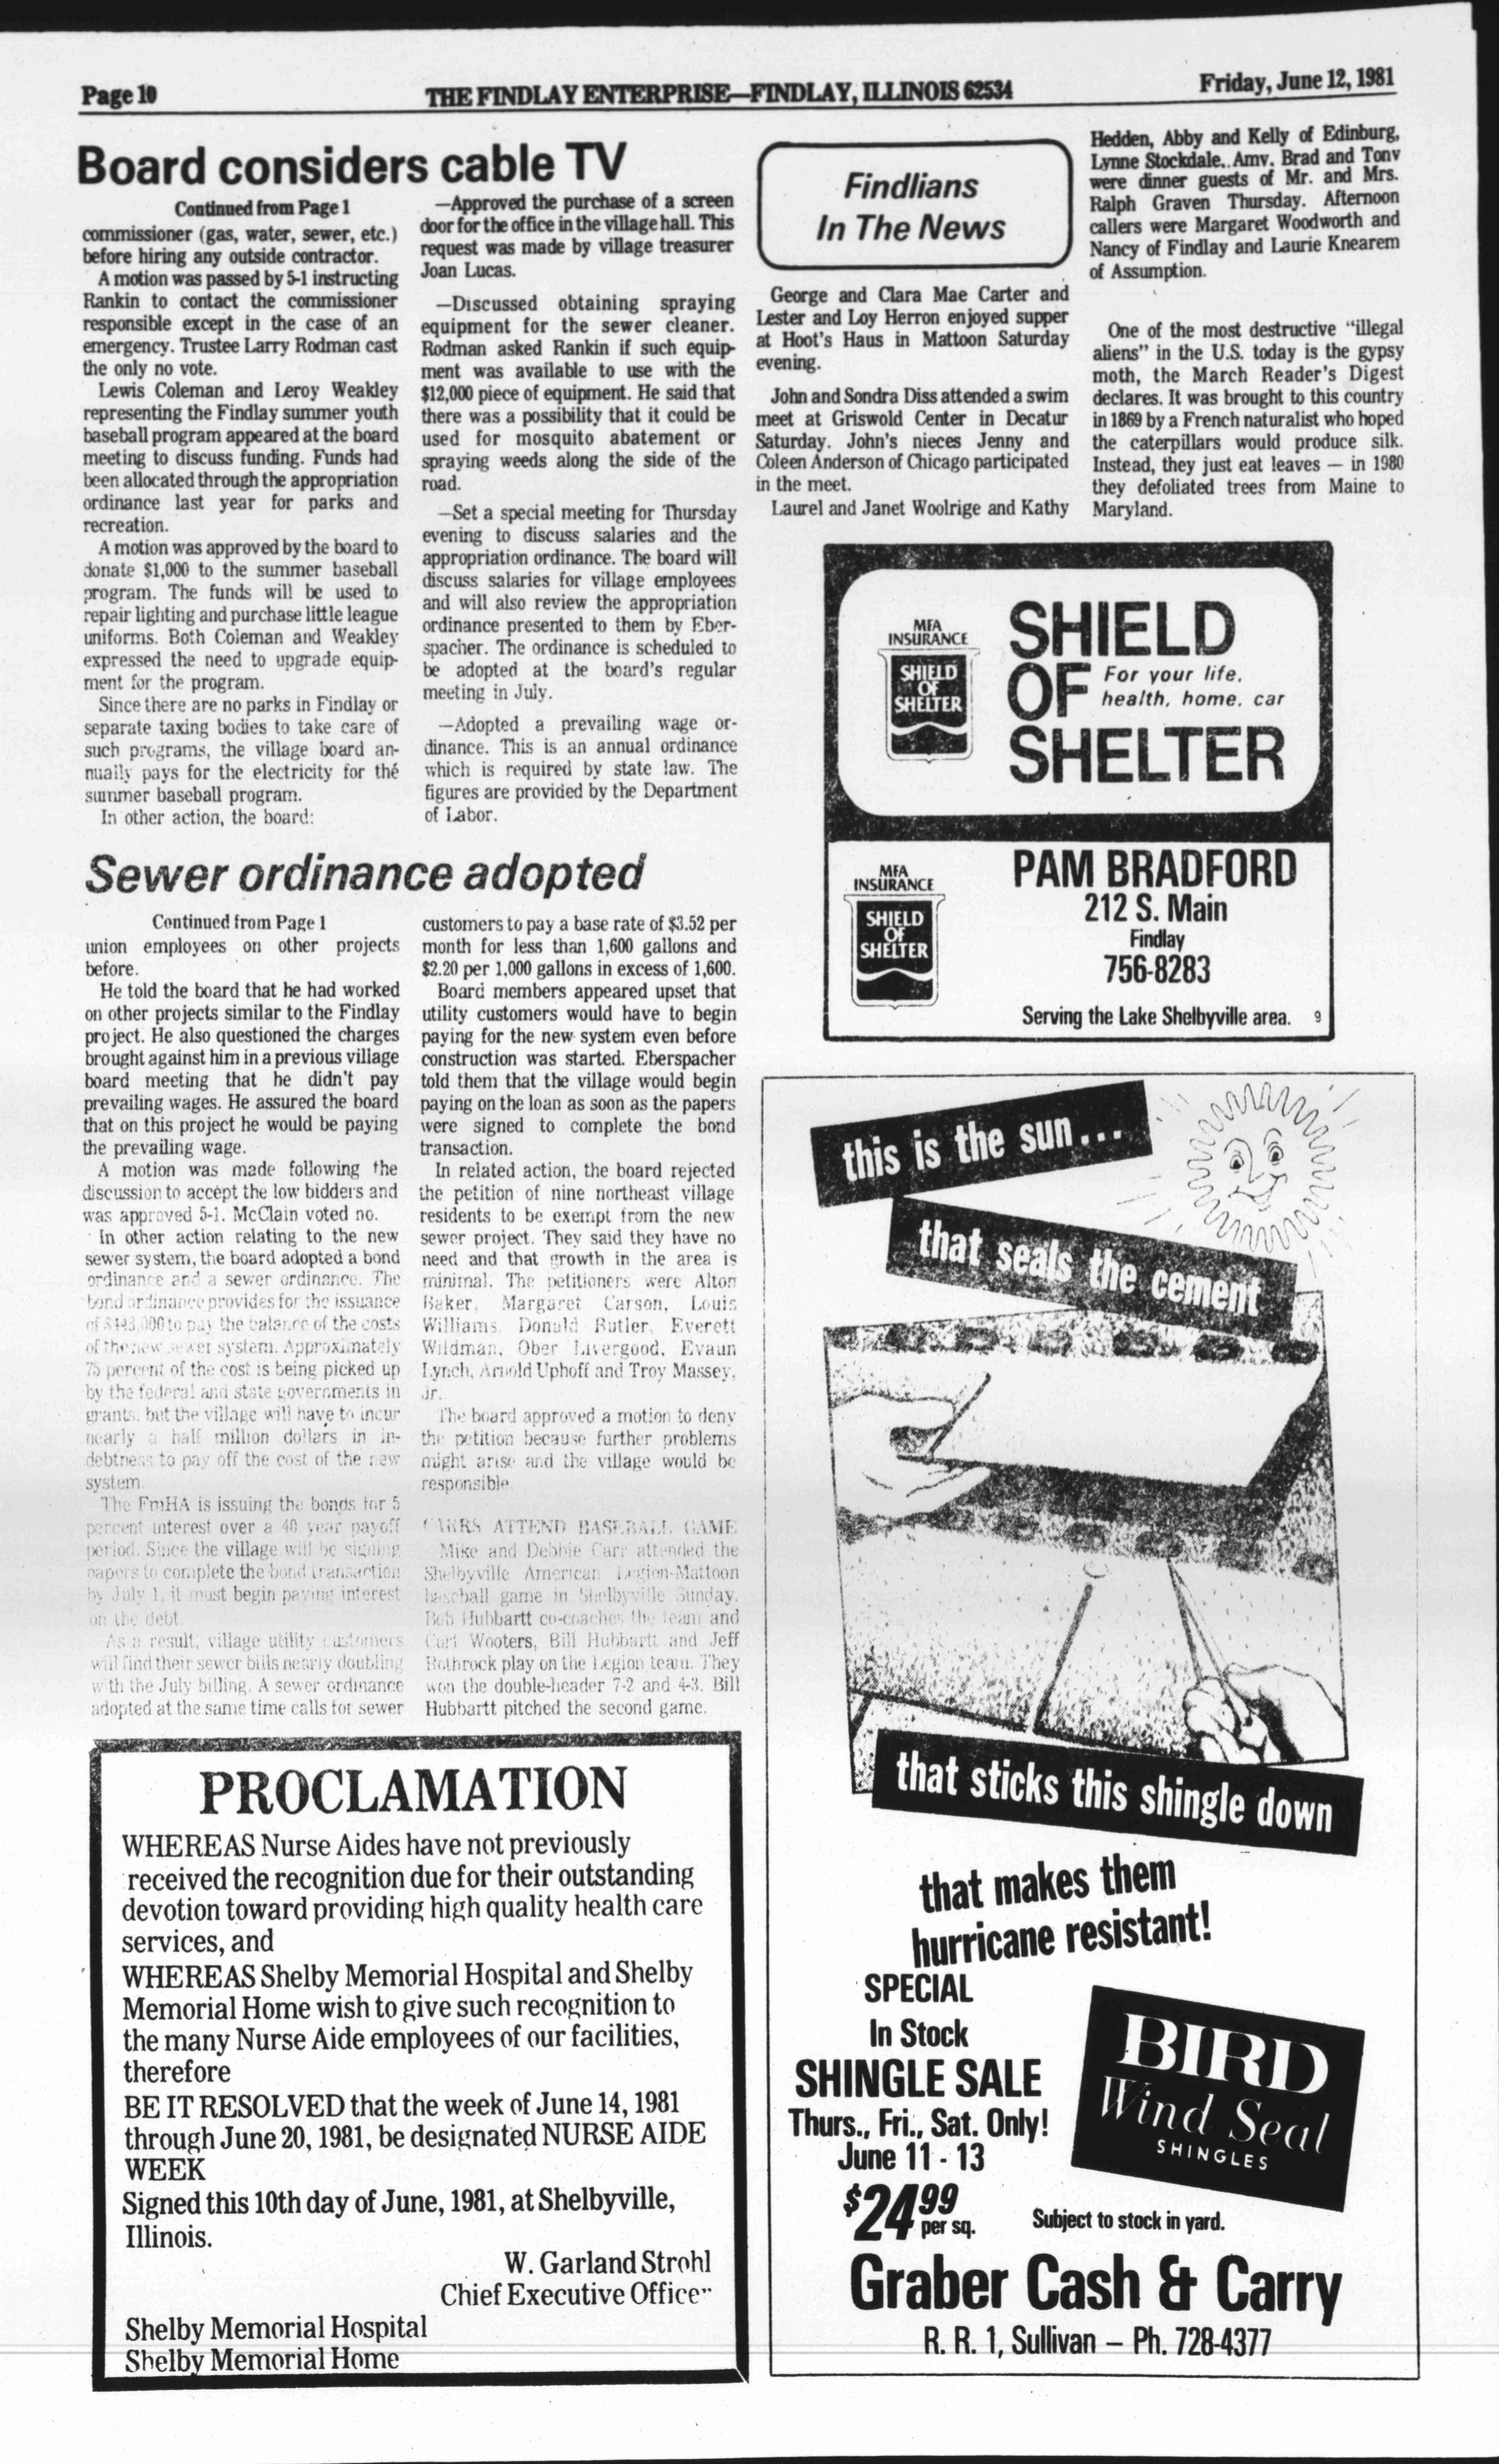 Page 10
THE FINDLAY ENTERPRISE—FINDLAY, ILLINOIS 62534
Friday, June 12, 1981
Board considers cable TV
Continued from Page 1
commissioner (gas, water, sewer, etc.)
before hiring any outside contractor.
A motion was passed by 5-1 instructing
Rankin to contact the commissioner
responsible except in the case of an
emergency. Trustee Larry Rodman cast
the only no vote.
Lewis Coleman and Leroy Weakley
representing the Findlay summer youth
baseball program appeared at the board
meeting to discuss funding. Funds had
been allocated through the appropriation
ordinance last year for parks and
recreation.
A motion was approved by the board to
donate $1,000 to the summer baseball
program. The funds will be used to
repair lighting and purchase little league
uniforms. Both Coleman and Weakley
expressed the need to upgrade equip-
ment for the program.
Since there are no parks in Findlay or
separate taxing bodies to take care of
such programs, the village board an-
nually pays for the electricity for the
summer baseball program.
In other action, the board:
—Approved the purchase of a screen
door for the office in the village hall. This
request was made by village treasurer
Joan Lucas.
—Discussed obtaining spraying
equipment for the sewer cleaner.
Rodman asked Rankin if such equip-
ment was available to use with the
$12,000 piece of equipment. He said that
there was a possibility that it could be
used for mosquito abatement or
spraying weeds along the side of the
road.
—Set a special meeting for Thursday
evening to discuss salaries and the
appropriation ordinance. The board will
discuss salaries for village employees
and will also review the appropriation
ordinance presented to them by Eber-
spacher. The ordinance is scheduled to
be adopted at the board's regular
meeting in July.
—Adopted a prevailing wage or-
dinance. This is an annual ordinance
which is required by state law. The
figures are provided by the Department
of Labor.
Sewer ordinance adopted
Continued from Page 1
union employees on other projects
before.
He told the board that he had worked
on other projects similar to the Findlay
project. He also questioned the charges
brought against him in a previous village
board meeting that he didn't pay
prevailing wages. He assured the board
that on this project he would be paying
the prevailing wage.
A motion was made following the
discussion to accept the low bidders and
was approved 5-1. McClain voted no.
In other action relating to the new
sewer system, the board adopted a bond
ordinance and a sewer ordinance. The
bond ordinance provides for the issuance
of $443,000 to pay the balance of the costs
of the new sewer system. Approximately
75 percent of the cost is being picked up
by the federal and state governments in
grants, but the village will have to incur
nearly a half million dollars in in-
debtness to pay off the cost of the new
system.
The FmHA is issuing the bonds for 5
percent interest over a 40 year payoff
period. Since the village will be signing
papers to complete the bond transaction
by July 1, it must begin paying interest
on the debt.
As a result, village utility customers
will find their sewer bills nearly doubling
with the July billing. A sewer ordinance
adopted at the same time calls for sewer
customers to pay a base rate of $3.52 per
month for less than 1,600 gallons and
$2.20 per 1,000 gallons in excess of 1,600.
Board members appeared upset that
utility customers would have to begin
paying for the new system even before
construction was started. Eberspacher
told them that the village would begin
paying on the loan as soon as the papers
were signed to complete the bond
transaction.
In related action, the board rejected
the petition of nine northeast village
residents to be exempt from the new
sewer project. They said they have no
need and that growth in the area is
minimal. The petitioners were Alton
Baker, Margaret Carson, Louis
Williams, Donald Butler, Everett
Wildman, Ober Livergood, Evaun
Lynch, Arnold Uphoff and Troy Massey,
Jr.
The board approved a motion to deny
the petition because further problems
might arise and the village would be
responsible.
CARRS ATTEND BASEBALL GAME
Mike and Debbie Carr attended the
Shelbyville American Legion-Mattoon
baseball game in Shelbyville Sunday.
Bob Hubbartt co-coaches the team and
Curt Wooters, Bill Hubbartt and Jeff
Rothrock play on the Legion team. They
won the double-header 7-2 and 4-3. Bill
Hubbartt pitched the second game.
PROCLAMATION
WHEREAS Nurse Aides have not previously
received the recognition due for their outstanding
devotion toward providing high quality health care
services, and
WHEREAS Shelby Memorial Hospital and Shelby
Memorial Home wish to give such recognition to
the many Nurse Aide employees of our facilities,
therefore
BE IT RESOLVED that the week of June 14, 1981
through June 20, 1981, be designated NURSE AIDE
WEEK
Signed this 10th day of June, 1981, at Shelbyville,
Illinois.
W. Garland Strohl
Chief Executive Officer
Shelby Memorial Hospital
Shelby Memorial Home
Findlians
In The News
George and Clara Mae Carter and
Lester and Loy Herron enjoyed supper
at Hoot's Haus in Mattoon Saturday
evening.
John and Sondra Diss attended a swim
meet at Griswold Center in Decatur
Saturday. John's nieces Jenny and
Coleen Anderson of Chicago participated
in the meet.
Laurel and Janet Woolrige and Kathy
Hedden, Abby and Kelly of Edinburg,
Lynne Stockdale, Amy, Brad and Tony
were dinner guests of Mr. and Mrs.
Ralph Graven Thursday. Afternoon
callers were Margaret Woodworth and
Nancy of Findlay and Laurie Knearem
of Assumption.
One of the most destructive "illegal
aliens" in the U.S. today is the gypsy
moth, the March Reader's Digest
declares. It was brought to this country
in 1869 by a French naturalist who hoped
the caterpillars would produce silk.
Instead, they just eat leaves — in 1980
they defoliated trees from Maine to
Maryland.
MFA
INSURANCE
SHIELD
OF
SHELTER
SHIELD
OF
SHELTER
For your life,
health, home, car
MFA
INSURANCE
SHIELD
OF
SHELTER
PAM BRADFORD
212 S. Main
Findlay
756-8283
Serving the Lake Shelbyville area. 9
this is the sun...
that seals the cement
that sticks this shingle down
that makes them
hurricane resistant!
SPECIAL
In Stock
SHINGLE SALE
Thurs., Fri., Sat. Only!
June 11 - 13
$24.99 per sq.
BIRD
Wind Seal
SHINGLES
Subject to stock in yard.
Graber Cash & Carry
R. R. 1, Sullivan – Ph. 728-4377